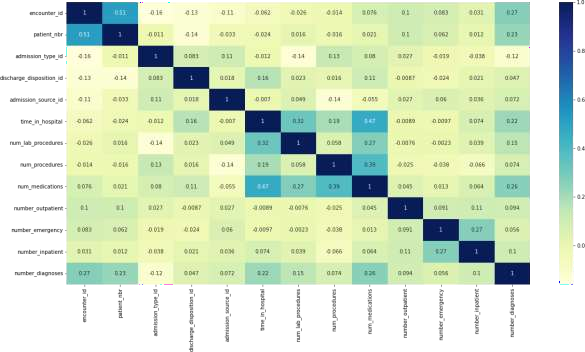 encounter_id 1 0.51 -0.16 -0.13 -0.11 -0.062 -0.026 -0.014 0.076 0.1 0.083 0.031 0.27
patient_nbr 0.51 1 -0.011 -0.14 -0.033 -0.024 0.016 -0.016 0.021 0.1 0.062 0.012 0.23
admission_type_id -0.16 -0.011 1 0.083 0.11 -0.012 -0.14 0.13 0.08 0.027 -0.019 -0.038 -0.12
discharge_disposition_id -0.13 -0.14 0.083 1 0.018 0.16 0.023 0.016 0.11 -0.0087 -0.024 0.021 0.047
admission_source_id -0.11 -0.033 0.11 0.018 1 -0.007 0.049 -0.14 -0.055 0.027 0.06 0.036 0.072
time_in_hospital -0.062 -0.024 -0.012 0.16 -0.007 1 0.32 0.19 0.47 -0.0089 -0.0097 0.074 0.22
num_lab_procedures -0.026 0.016 -0.14 0.023 0.049 0.32 1 0.058 0.27 -0.0076 -0.0023 0.039 0.15
num_procedures -0.014 -0.016 0.13 0.016 -0.14 0.19 0.058 1 0.39 -0.025 -0.038 -0.066 0.074
num_medications 0.076 0.021 0.08 0.11 -0.055 0.47 0.27 0.39 1 0.045 0.013 0.064 0.26
number_outpatient 0.1 0.1 0.027 -0.0087 0.027 -0.0089 -0.0076 -0.025 0.045 1 0.091 0.11 0.094
number_emergency 0.083 0.062 -0.019 -0.024 0.06 -0.0097 -0.0023 -0.038 0.013 0.091 1 0.27 0.056
number_inpatient 0.031 0.012 -0.038 0.021 0.036 0.074 0.039 -0.066 0.064 0.11 0.27 1 0.1
number_diagnoses 0.27 0.23 -0.12 0.047 0.072 0.22 0.15 0.074 0.26 0.094 0.056 0.1 1
encounter_id patient_nbr admission_type_id discharge_disposition_id admission_source_id time_in_hospital num_lab_procedures num_procedures num_medications number_outpatient number_emergency number_inpatient number_diagnoses
1.0
0.8
0.6
0.4
0.2
0.0